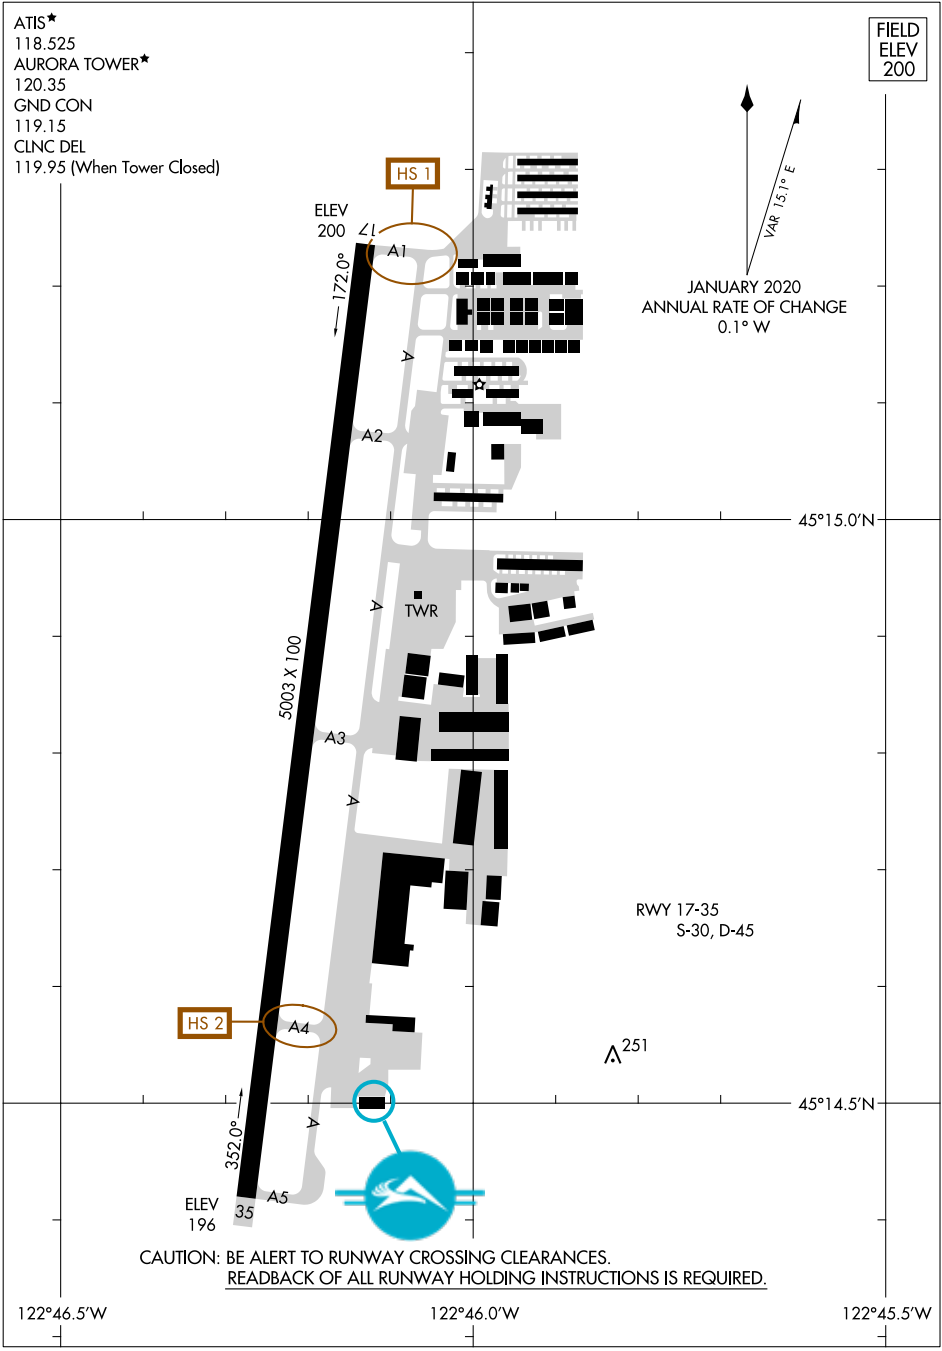 ATIS★
118.525
AURORA TOWER★
120.35
GND CON
119.15
CLNC DEL
119.95 (When Tower Closed)
FIELD
ELEV
200
HS 1
VAR 15.1° E
JANUARY 2020
ANNUAL RATE OF CHANGE
0.1° W
ELEV
200
17
A1
172.0°
A
A2
45°15.0'N
A
TWR
5003 X 100
A3
A
RWY 17-35
S-30, D-45
HS 2
A4
251
352.0°
45°14.5'N
A
ELEV
196
35
A5
CAUTION: BE ALERT TO RUNWAY CROSSING CLEARANCES.
READBACK OF ALL RUNWAY HOLDING INSTRUCTIONS IS REQUIRED.
122°46.5'W
122°46.0'W
122°45.5'W